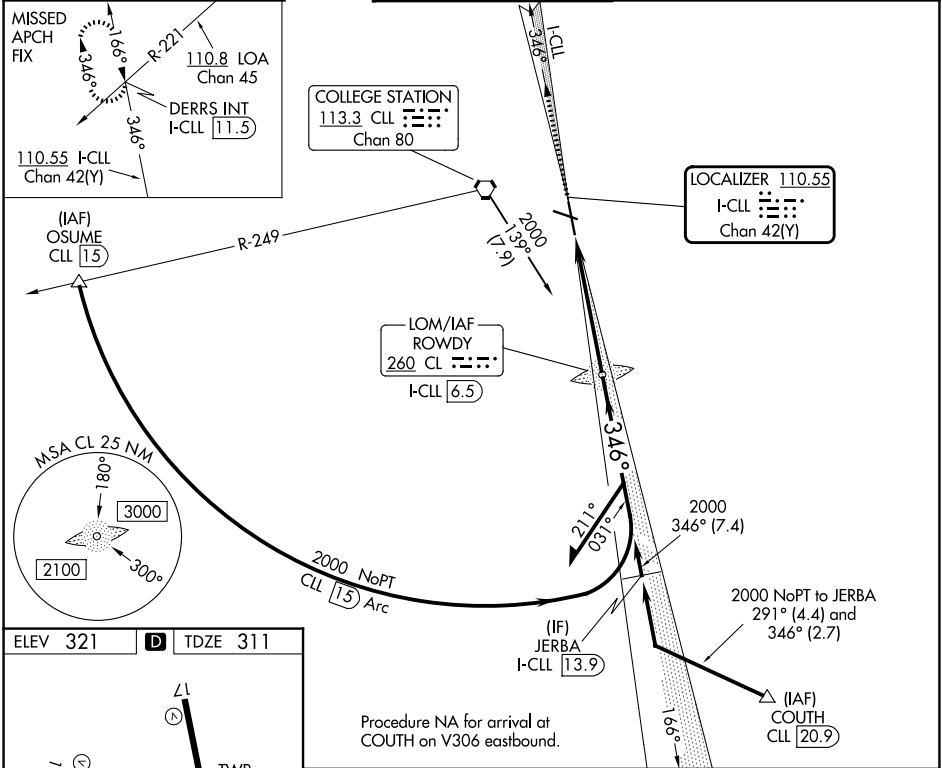 MISSED
APCH
FIX
166°
346°
R-221
110.8 LOA
Chan 45
DERRS INT
I-CLL 11.5
346°
110.55 I-CLL
Chan 42(Y)
I-CLL
346°
COLLEGE STATION
113.3 CLL
Chan 80
LOCALIZER 110.55
I-CLL
Chan 42(Y)
(IAF)
OSUME
CLL 15
R-249
2000
139°
(7.9)
LOM/IAF
ROWDY
260 CL
I-CLL 6.5
346°
MSA CL 25 NM
180°
3000
2100
300°
211°
031°
2000
346° (7.4)
2000 NoPT
CLL 15 Arc
2000 NoPT to JERBA
291° (4.4) and
346° (2.7)
(IF)
JERBA
I-CLL 13.9
(IAF)
COUTH
CLL 20.9
166°
ELEV 321 D TDZE 311
17
V
V
TWR
Procedure NA for arrival at
COUTH on V306 eastbound.